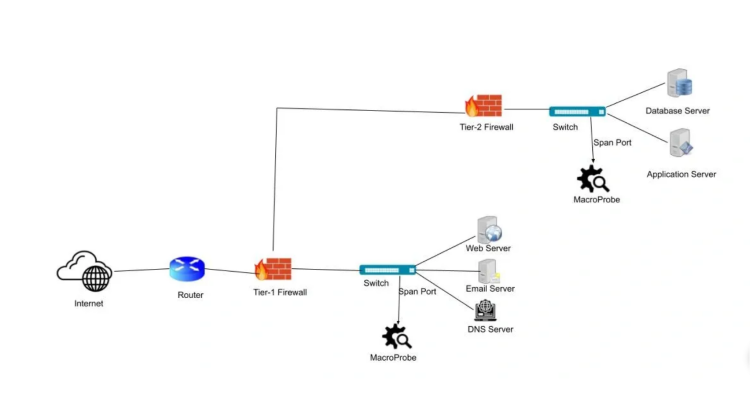 Database Server
Tier-2 Firewall
Switch
Span Port
Application Server
MacroProbe
Web Server
Internet
Router
Tier-1 Firewall
Switch
Span Port
Email Server
DNS Server
MacroProbe